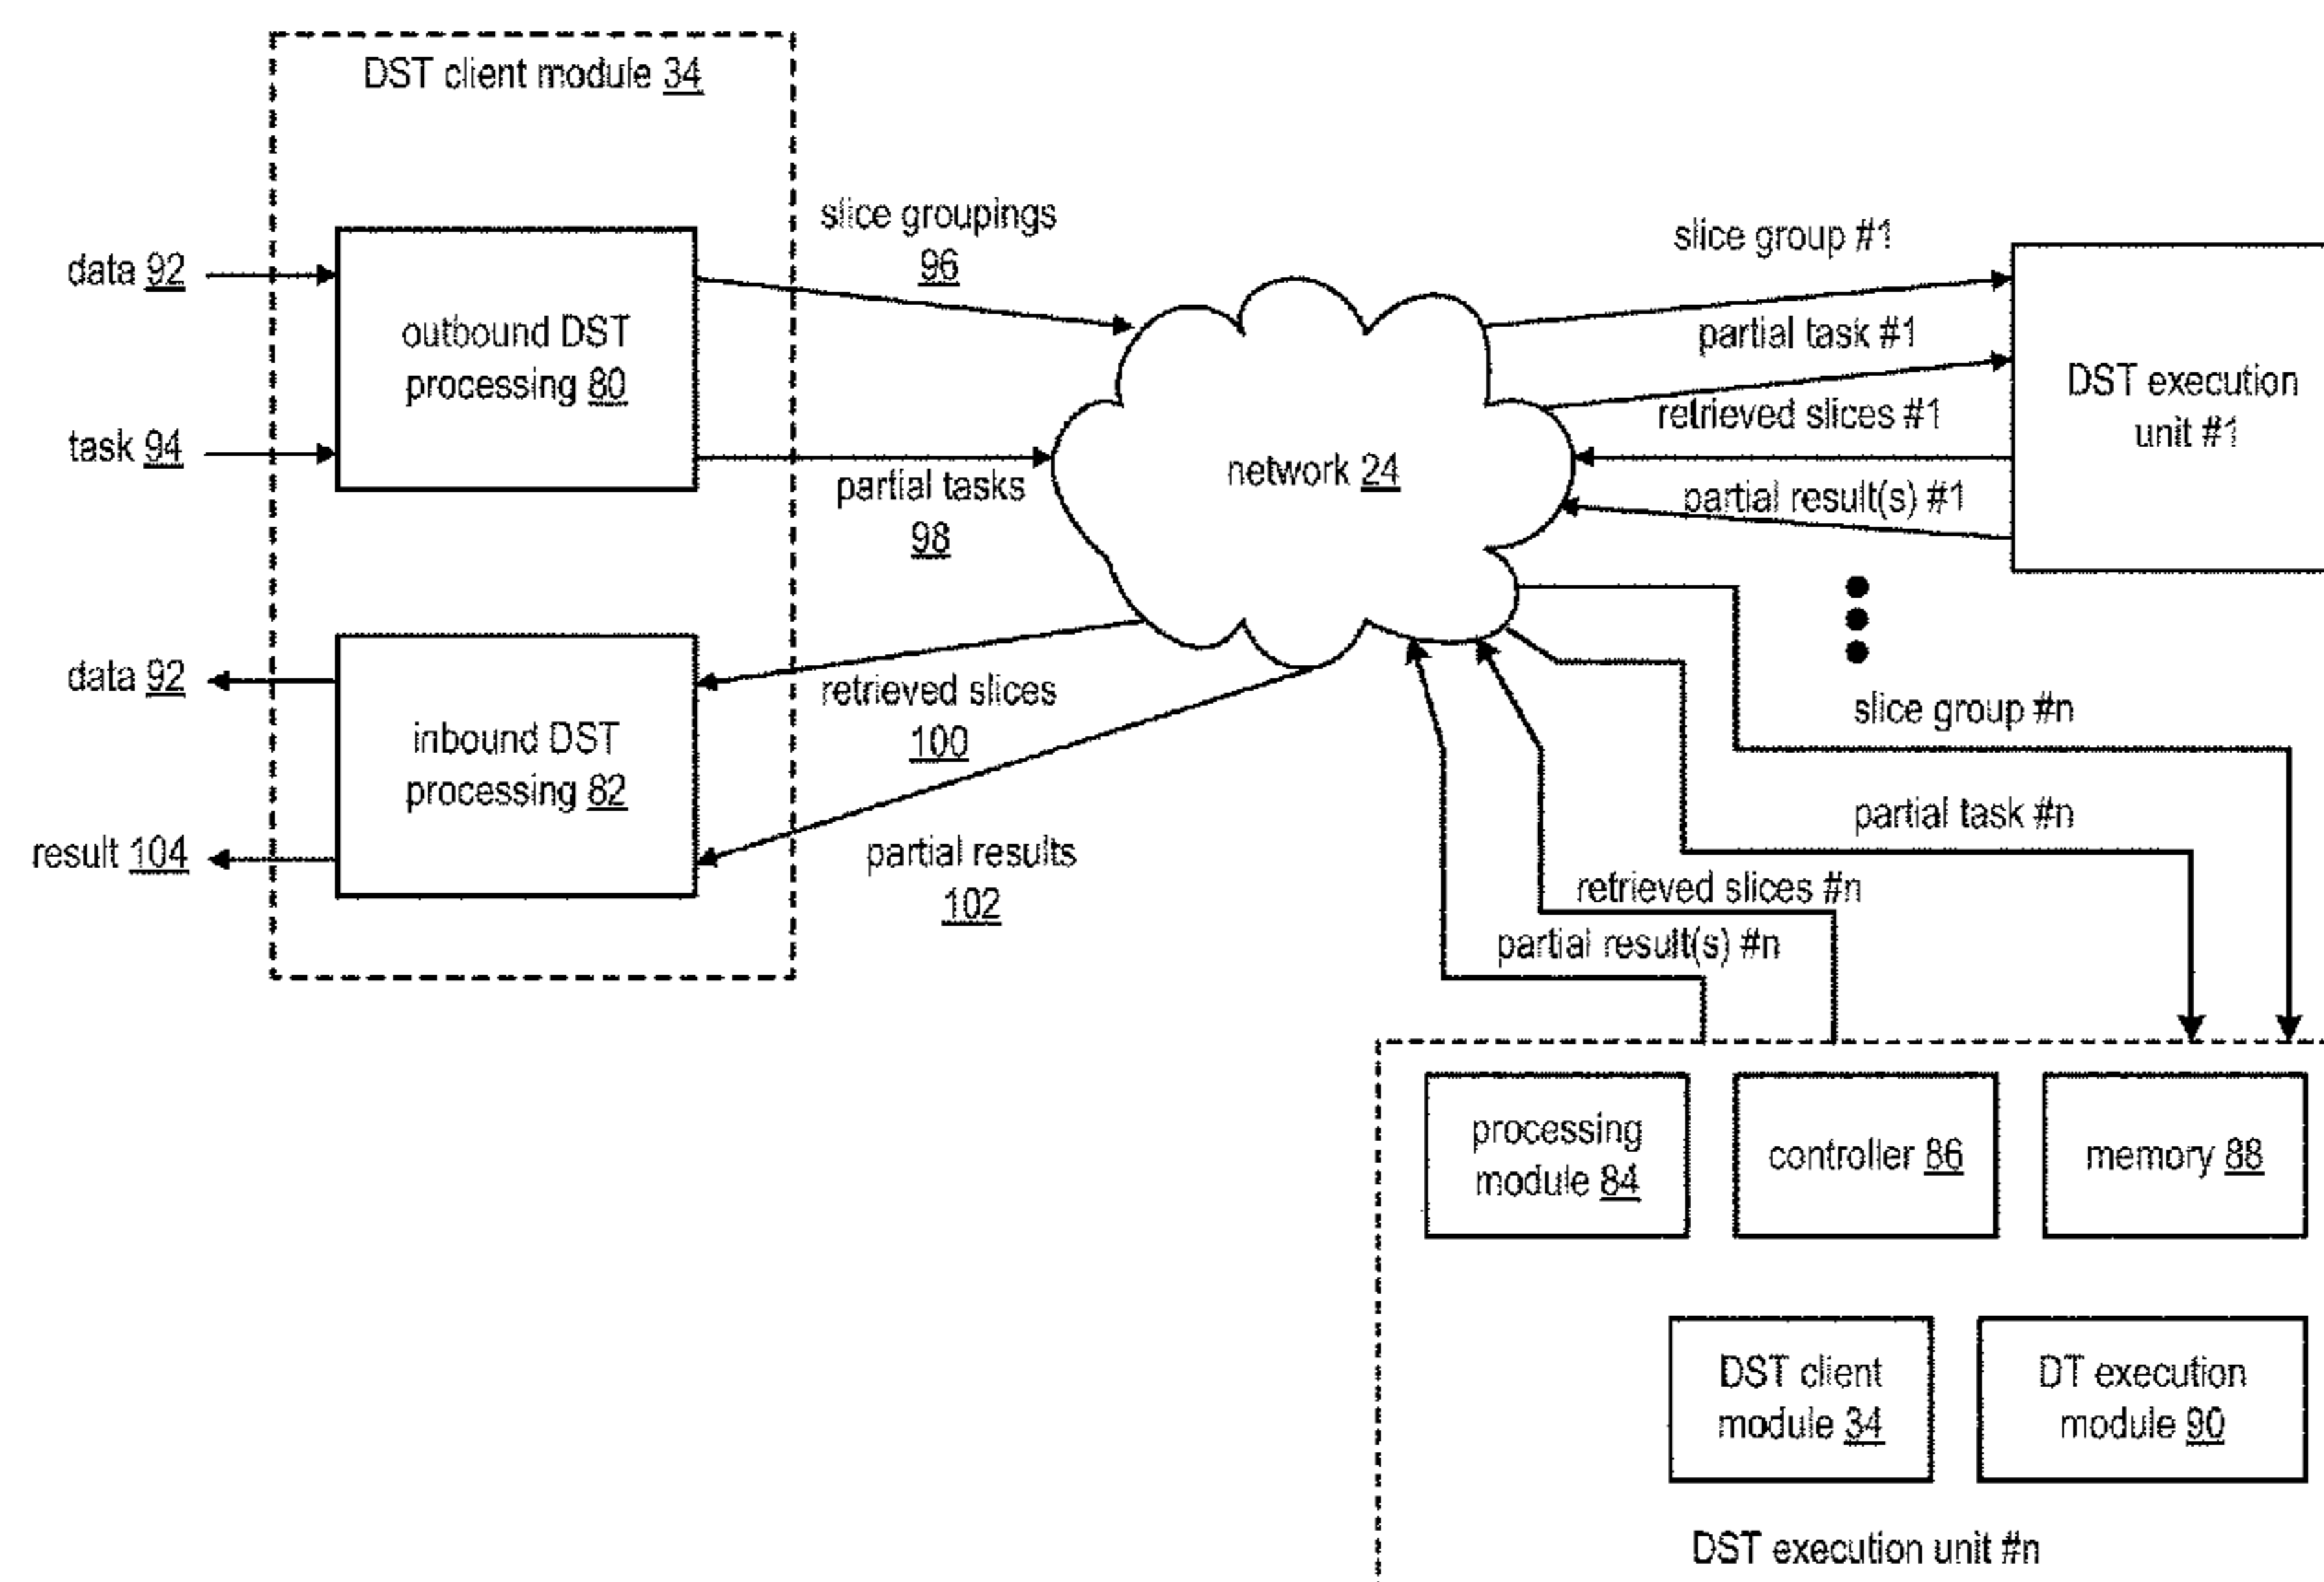 DST client module 34
data 92
task 94
outbound DST
processing 80
data 92
result 104
inbound DST
processing 82
slice groupings
96
partial tasks
98
retrieved slices
100
partial results
102
network 24
slice group #1
partial task #1
retrieved slices #1
partial result(s) #1
DST execution
unit #1
slice group #n
partial task #n
retrieved slices #n
partial result(s) #n
processing
module 84
controller 86
memory 88
DST client
module 34
DT execution
module 90
DST execution unit #n